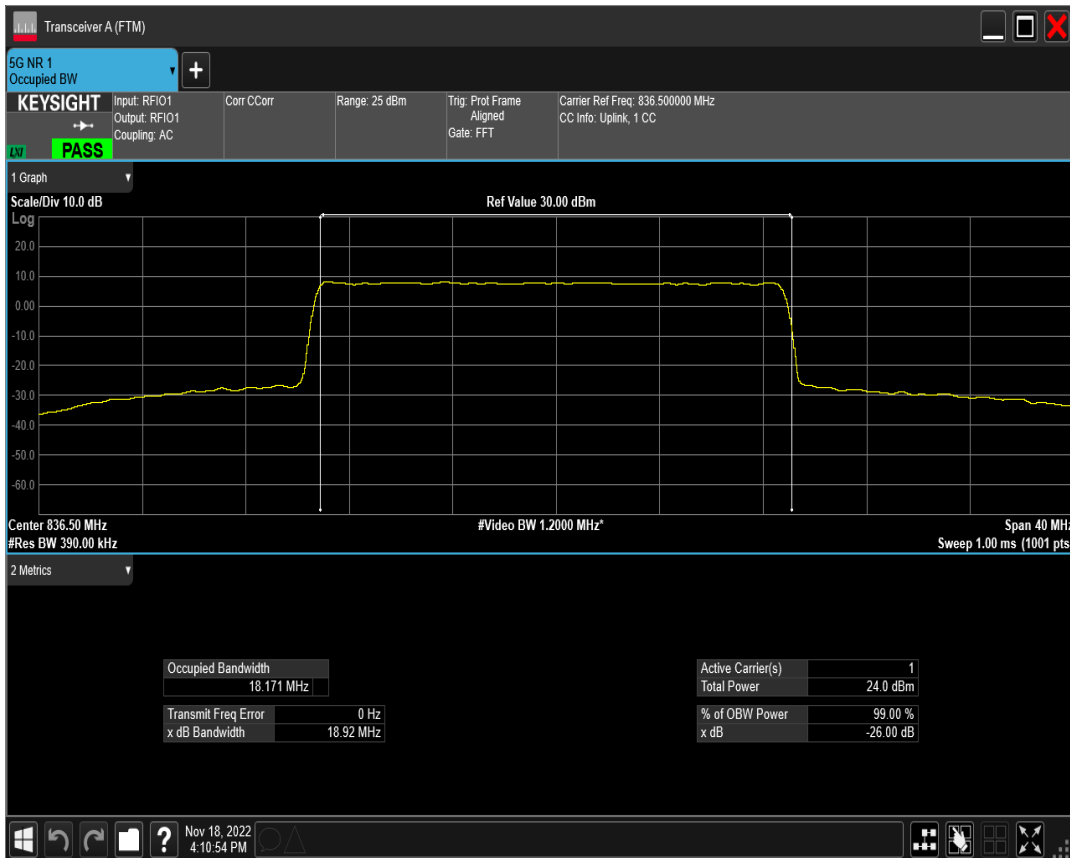 Transceiver A (FTM)
5G NR 1
Occupied BW
+
KEYSIGHT
LXI
PASS
Input: RFIO1
Output: RFIO1
Coupling: AC
Corr CCorr
Range: 25 dBm
Trig: Prot Frame
Aligned
Gate: FFT
Carrier Ref Freq: 836.500000 MHz
CC Info: Uplink, 1 CC
1 Graph
Scale/Div 10.0 dB
Ref Value 30.00 dBm
Log
20.0
10.0
0.00
-10.0
-20.0
-30.0
-40.0
-50.0
-60.0
Center 836.50 MHz
#Video BW 1.2000 MHz*
Span 40 MHz
#Res BW 390.00 kHz
Sweep 1.00 ms (1001 pts
2 Metrics
Occupied Bandwidth
18.171 MHz
Transmit Freq Error 0 Hz
x dB Bandwidth 18.92 MHz
Active Carrier(s) 1
Total Power 24.0 dBm
% of OBW Power 99.00 %
x dB -26.00 dB
?
Nov 18, 2022
4:10:54 PM